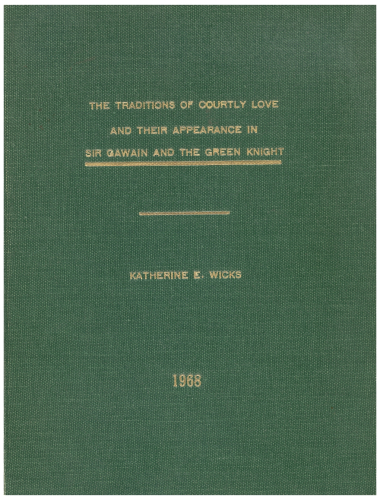 THE TRADITIONS OF COURTLY LOVE
AND THEIR APPEARANCE IN
SIR GAWAIN AND THE GREEN KNIGHT
KATHERINE E. WICKS
1968